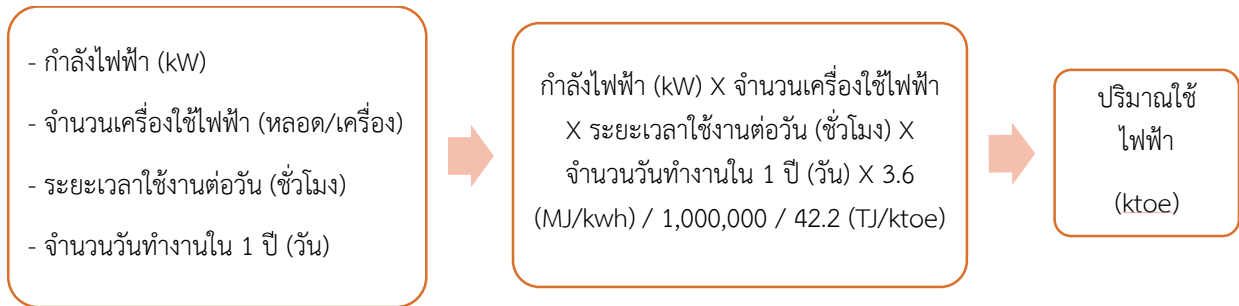 - กำลังไฟฟ้า (kW)
- จำนวนเครื่องใช้ไฟฟ้า (หลอด/เครื่อง)
- ระยะเวลาใช้งานต่อวัน (ชั่วโมง)
- จำนวนวันทำงานใน 1 ปี (วัน)
กำลังไฟฟ้า (kW) X จำนวนเครื่องใช้ไฟฟ้า
X ระยะเวลาใช้งานต่อวัน (ชั่วโมง) X
จำนวนวันทำงานใน 1 ปี (วัน) X 3.6
(MJ/kwh) / 1,000,000 / 42.2 (TJ/ktoe)
ปริมาณใช้
ไฟฟ้า
(ktoe)